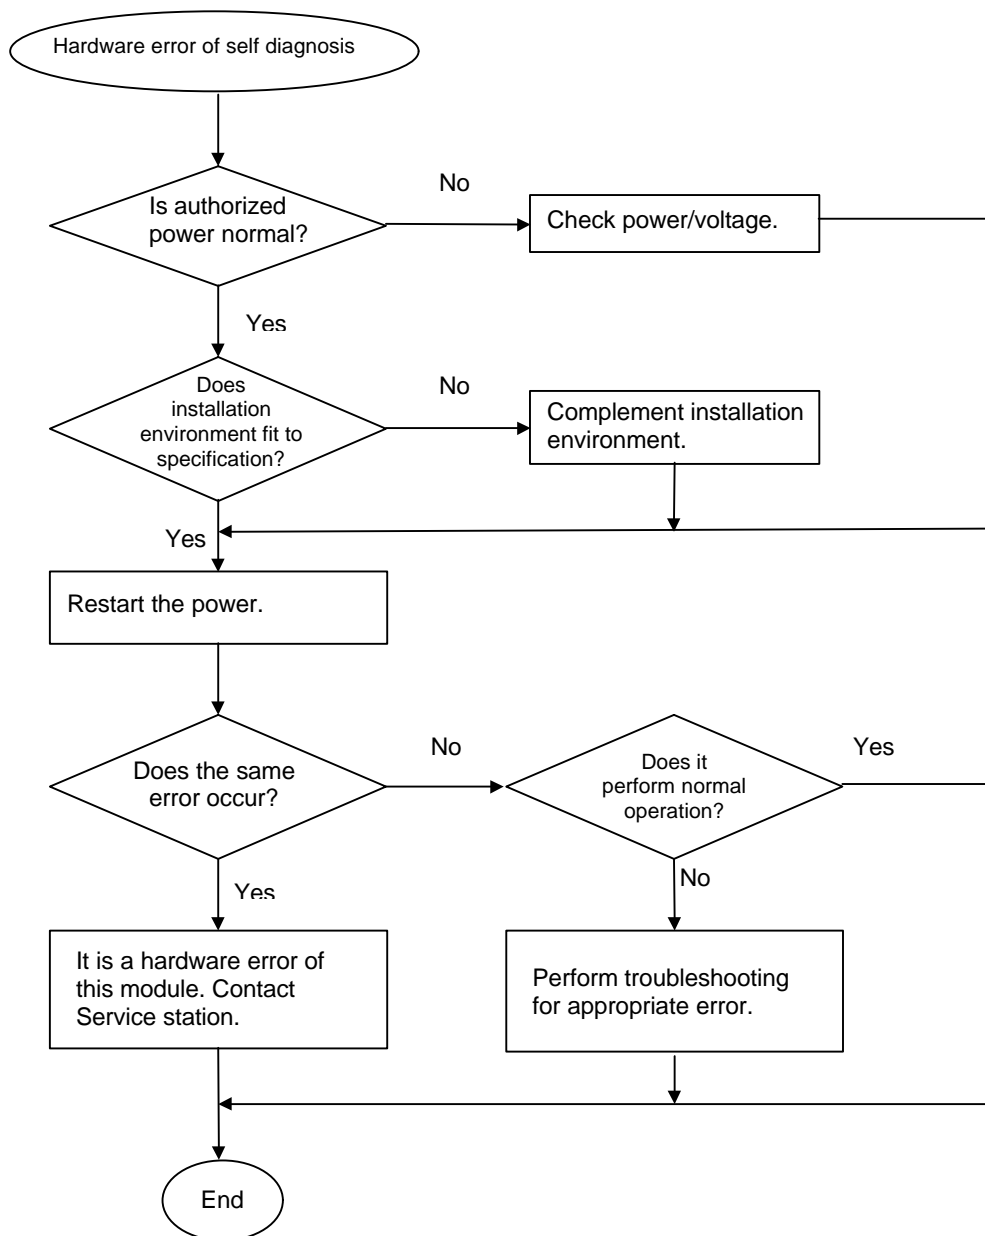 Hardware error of self diagnosis
No
Is authorized
power normal?
Check power/voltage.
Yes
No
Does
installation
environment fit to
specification?
Complement installation
environment.
Yes
Restart the power.
No
Yes
Does the same
error occur?
Does it
perform normal
operation?
Yes
No
It is a hardware error of
this module. Contact
Service station.
Perform troubleshooting
for appropriate error.
End